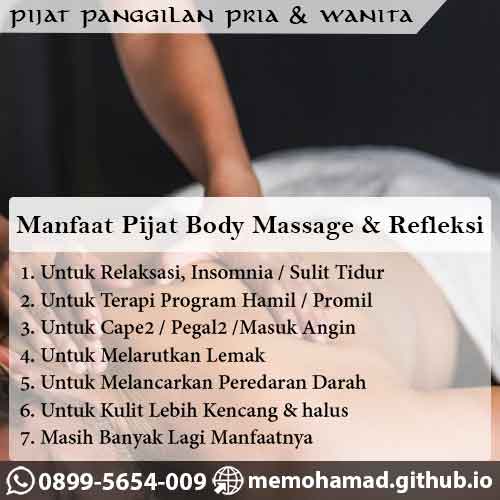 PIJAT PANGGILAN PRIA & WANITA
Manfaat Pijat Body Massage & Refleksi
1. Untuk Relaksasi, Insomnia / Sulit Tidur
2. Untuk Terapi Program Hamil / Promil
3. Untuk Cape2 / Pegal2 /Masuk Angin
4. Untuk Melarutkan Lemak
5. Untuk Melancarkan Peredaran Darah
6. Untuk Kulit Lebih Kencang & halus
7. Masih Banyak Lagi Manfaatnya
0899-5654-009 memohamad.github.io